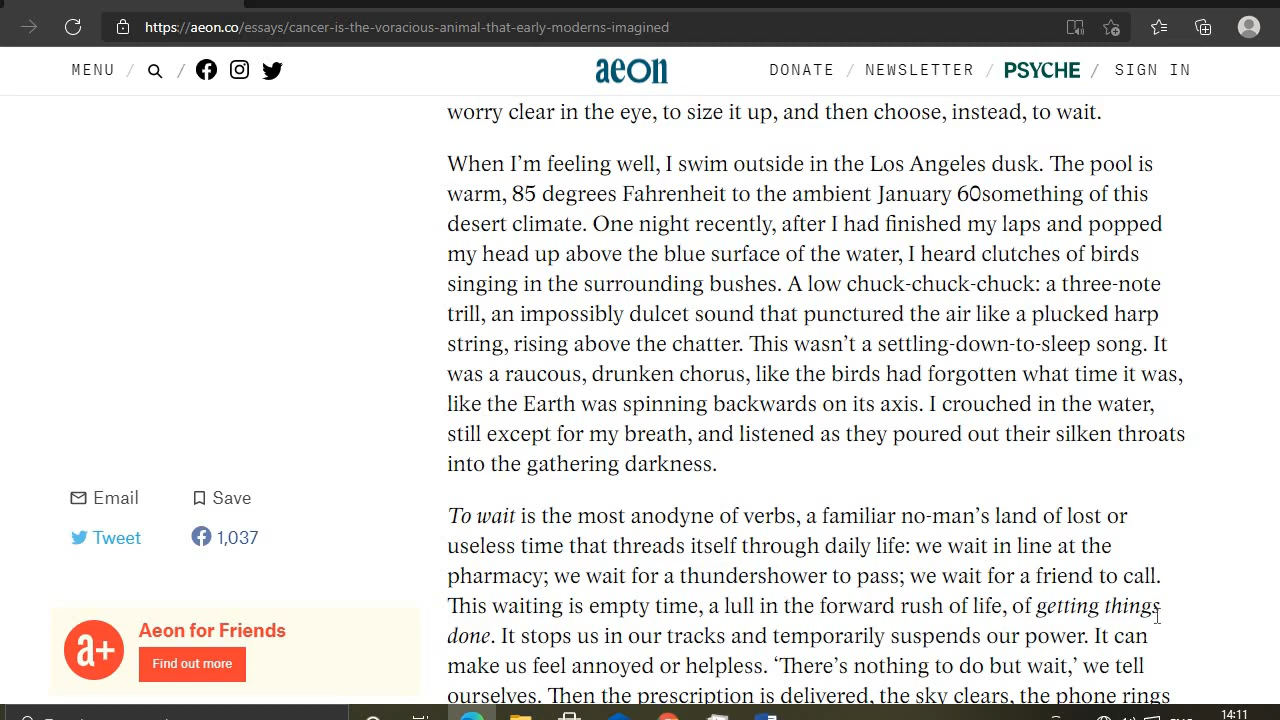 https://aeon.co/essays/cancer-is-the-voracious-animal-that-early-moderns-imagined
MENU / / aeon DONATE / NEWSLETTER / PSYCHE / SIGN IN
worry clear in the eye, to size it up, and then choose, instead, to wait.
When I’m feeling well, I swim outside in the Los Angeles dusk. The pool is
warm, 85 degrees Fahrenheit to the ambient January 60something of this
desert climate. One night recently, after I had finished my laps and popped
my head up above the blue surface of the water, I heard clutches of birds
singing in the surrounding bushes. A low chuck-chuck-chuck: a three-note
trill, an impossibly dulcet sound that punctured the air like a plucked harp
string, rising above the chatter. This wasn’t a settling-down-to-sleep song. It
was a raucous, drunken chorus, like the birds had forgotten what time it was,
like the Earth was spinning backwards on its axis. I crouched in the water,
still except for my breath, and listened as they poured out their silken throats
into the gathering darkness.
Email Save
Tweet 1,037
To wait is the most anodyne of verbs, a familiar no-man’s land of lost or
useless time that threads itself through daily life: we wait in line at the
pharmacy; we wait for a thundershower to pass; we wait for a friend to call.
This waiting is empty time, a lull in the forward rush of life, of getting things
done. It stops us in our tracks and temporarily suspends our power. It can
make us feel annoyed or helpless. ‘There’s nothing to do but wait,’ we tell
ourselves. Then the prescription is delivered, the sky clears, the phone rings
a+
Aeon for Friends
Find out more
14:11